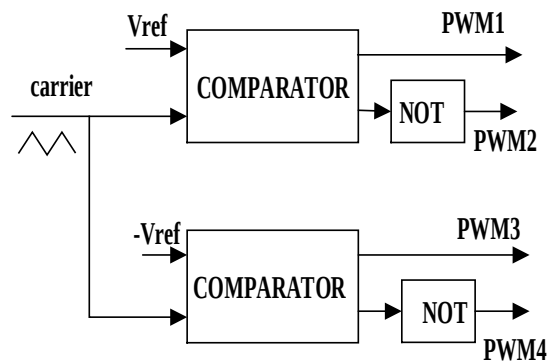 Vref
PWM1
carrier
COMPARATOR
NOT
PWM2
-Vref
PWM3
COMPARATOR
NOT
PWM4